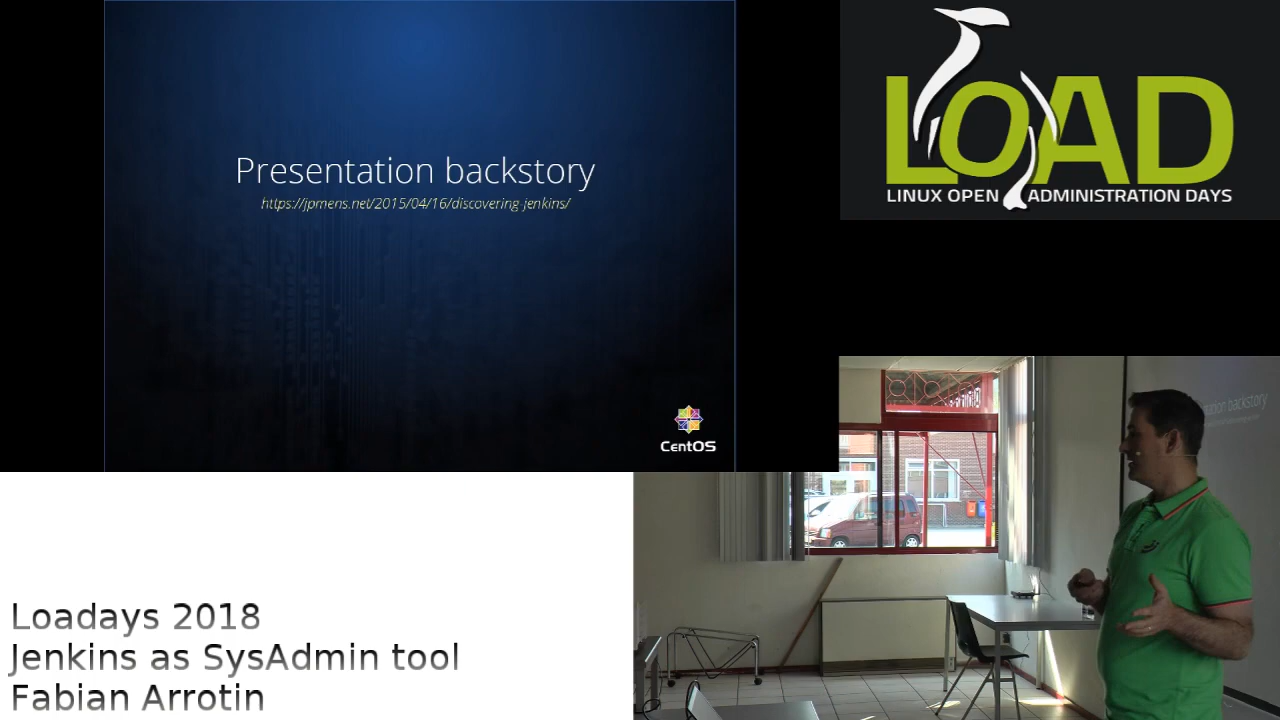 Presentation backstory
https://jpmens.net/2015/04/16/discovering-jenkins/
CentOS
LOAD
LINUX OPEN ADMINISTRATION DAYS
backstory
Loadays 2018
Jenkins as SysAdmin tool
Fabian Arrotin